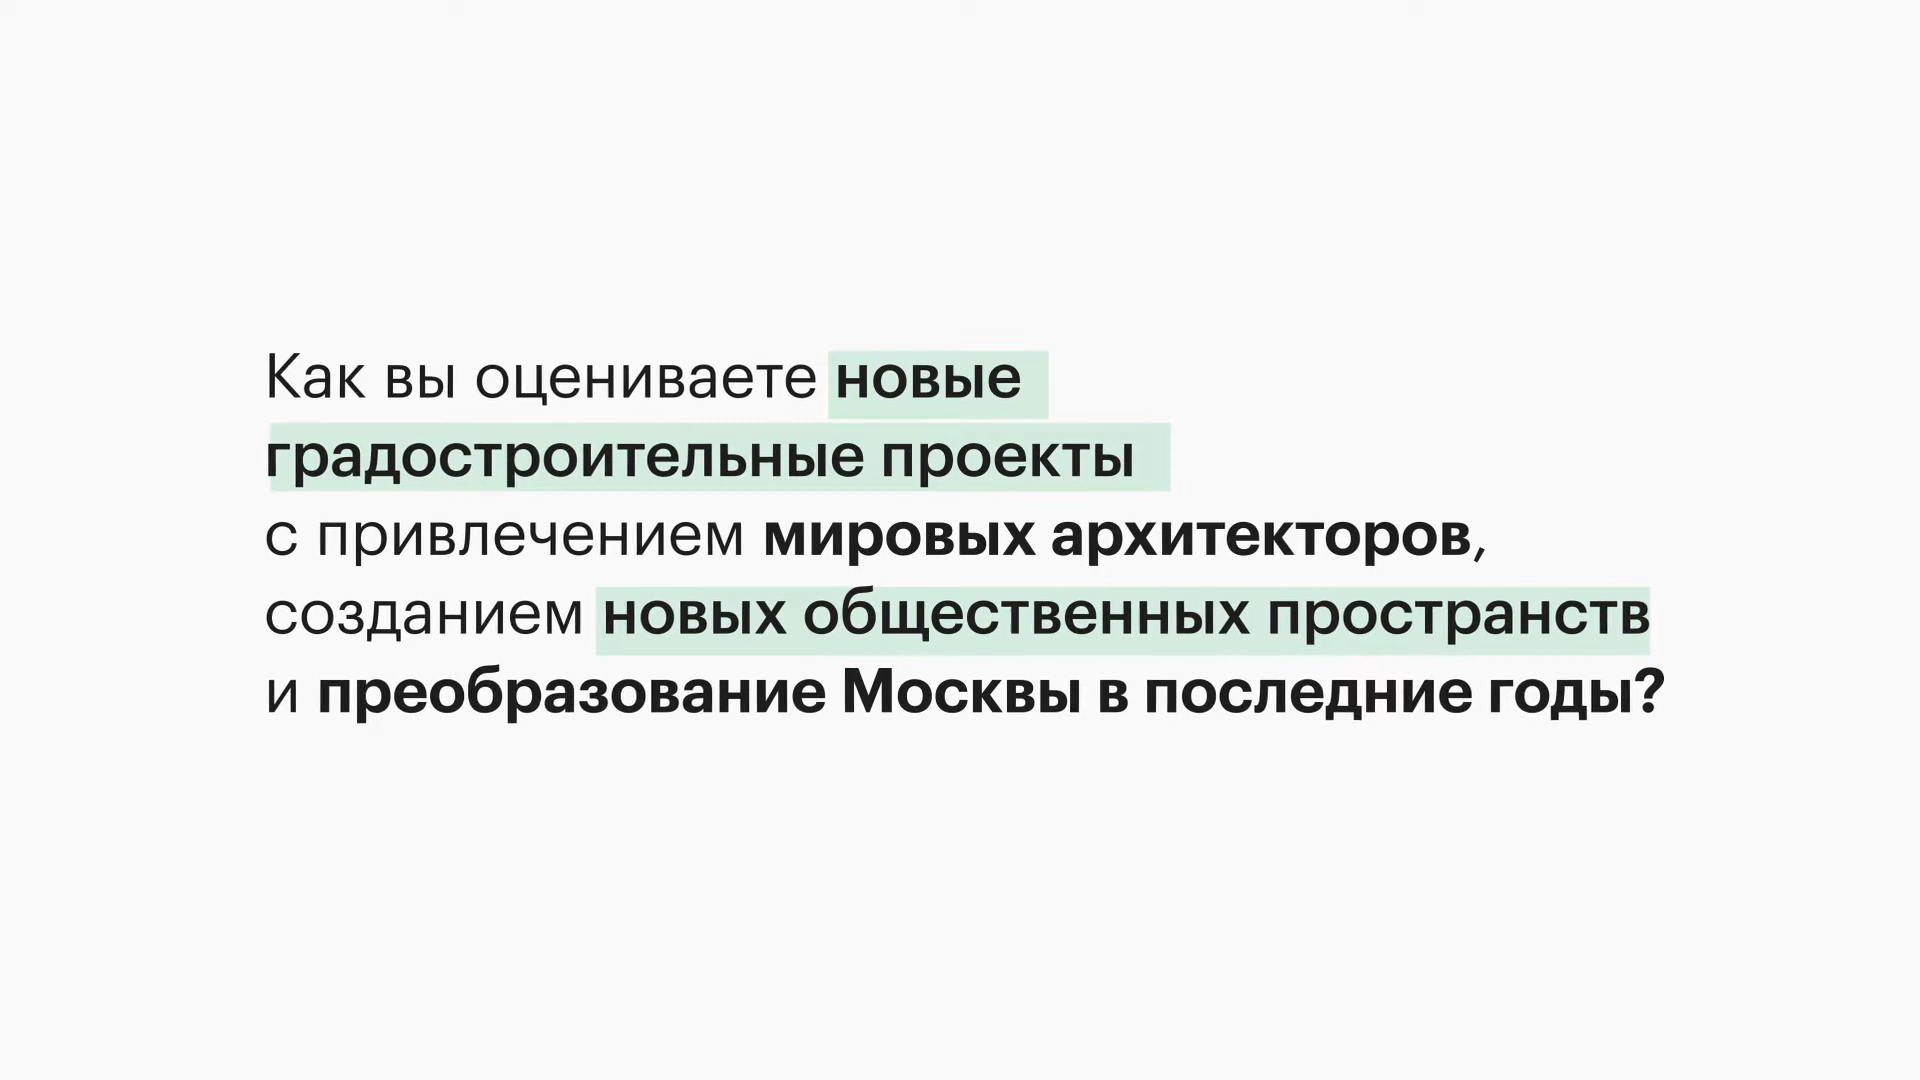 Как вы оцениваете новые
градостроительные проекты
с привлечением мировых архитекторов,
созданием новых общественных пространств
и преобразование Москвы в последние годы?